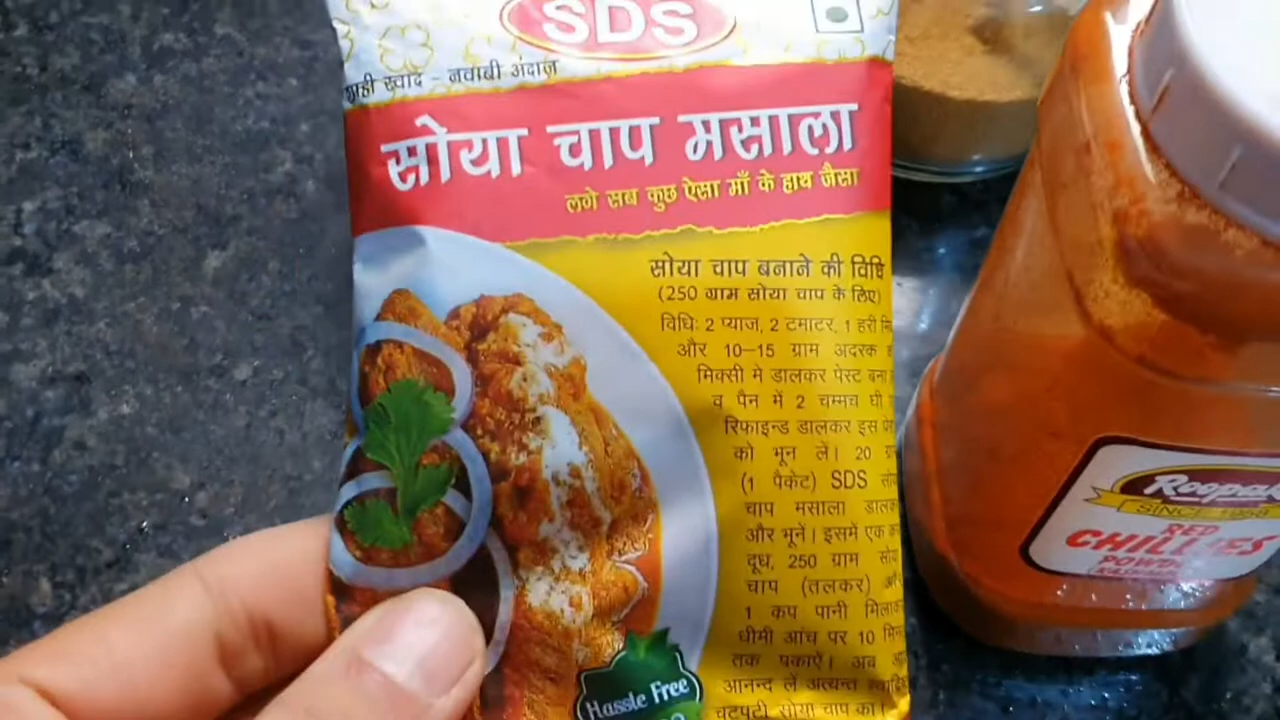 SDS
शाही स्वाद - नवाबी अंदाज़
सोया चाप मसाला
लगे सब कुछ ऐसा माँ के हाथ जैसा
सोया चाप बनाने की विधि
(250 ग्राम सोया चाप के लिए)
विधिः 2 प्याज, 2 टमाटर, 1 हरी
और 10-15 ग्राम अदरक
मिक्सी मे डालकर पेस्ट बना
व पैन में 2 चम्मच घी
रिफाइन्ड डालकर इस
को भून लें। 20
(1 पैकेट) SDS
चाप मसाला
और भूनें। इसमें एक
दूध, 250 ग्राम
चाप (तलकर)
1 कप पानी
धीमी आंच पर 10
तक पकाऐं। अब
आनन्द लें अत्यन्त
चटपटी सोया चाप का।
Hassle Free
Roopak
SINCE
RED
CHILLIES
POWDER